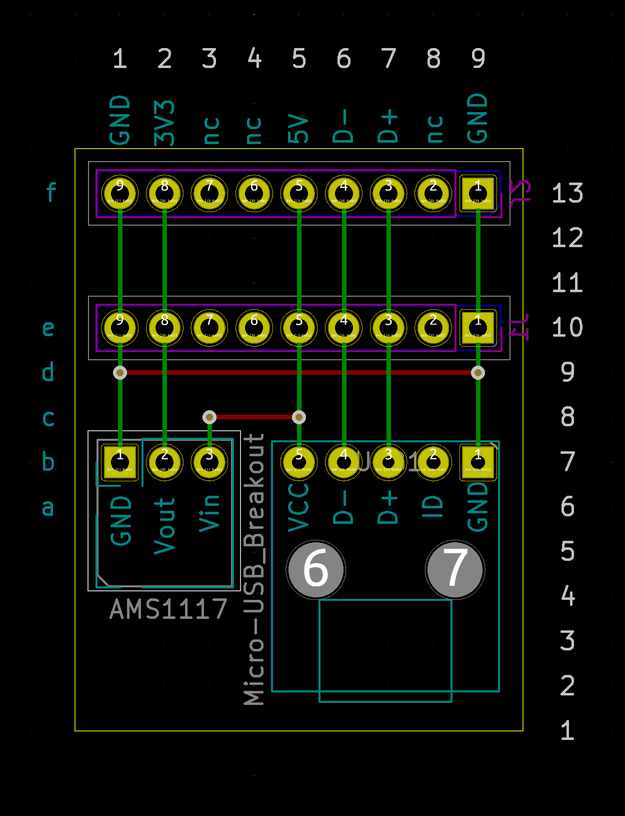 1 2 3 4 5 6 7 8 9
GND 3V3 nc nc 5V D- D+ nc GND
f 9 8 7 6 5 4 3 2 1 13
12
11
e 9 8 7 6 5 4 3 2 1 10
d 9
c 8
b 1 2 3 5 4 3 2 1 7
a GND Vout Vin VCC D- D+ ID GND 6
5
6 7
4
AMS1117
Micro-USB_Breakout
3
2
1